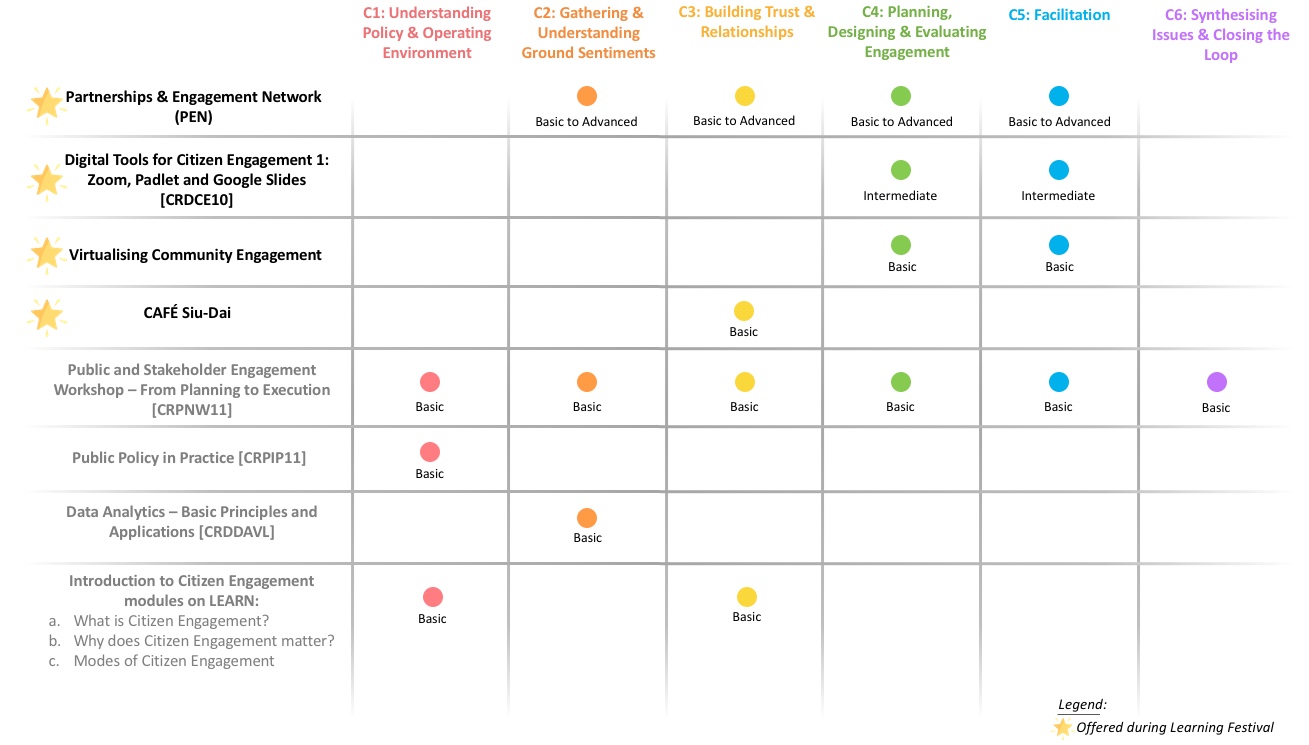 C1: Understanding
Policy & Operating
Environment
C2: Gathering &
Understanding
Ground Sentiments
C3: Building Trust &
Relationships
C4: Planning,
Designing & Evaluating
Engagement
C5: Facilitation
C6: Synthesising
Issues & Closing the
Loop
Partnerships & Engagement Network
(PEN)
Basic to Advanced
Basic to Advanced
Basic to Advanced
Basic to Advanced
Digital Tools for Citizen Engagement 1:
Zoom, Padlet and Google Slides
[CRDCE10]
Intermediate
Intermediate
Virtualising Community Engagement
Basic
Basic
CAFÉ Siu-Dai
Basic
Public and Stakeholder Engagement
Workshop – From Planning to Execution
[CRPNW11]
Basic
Basic
Basic
Basic
Basic
Basic
Public Policy in Practice [CRPIP11]
Basic
Data Analytics – Basic Principles and
Applications [CRDDAVL]
Basic
Introduction to Citizen Engagement
modules on LEARN:
a. What is Citizen Engagement?
b. Why does Citizen Engagement matter?
c. Modes of Citizen Engagement
Basic
Basic
Legend:
Offered during Learning Festival